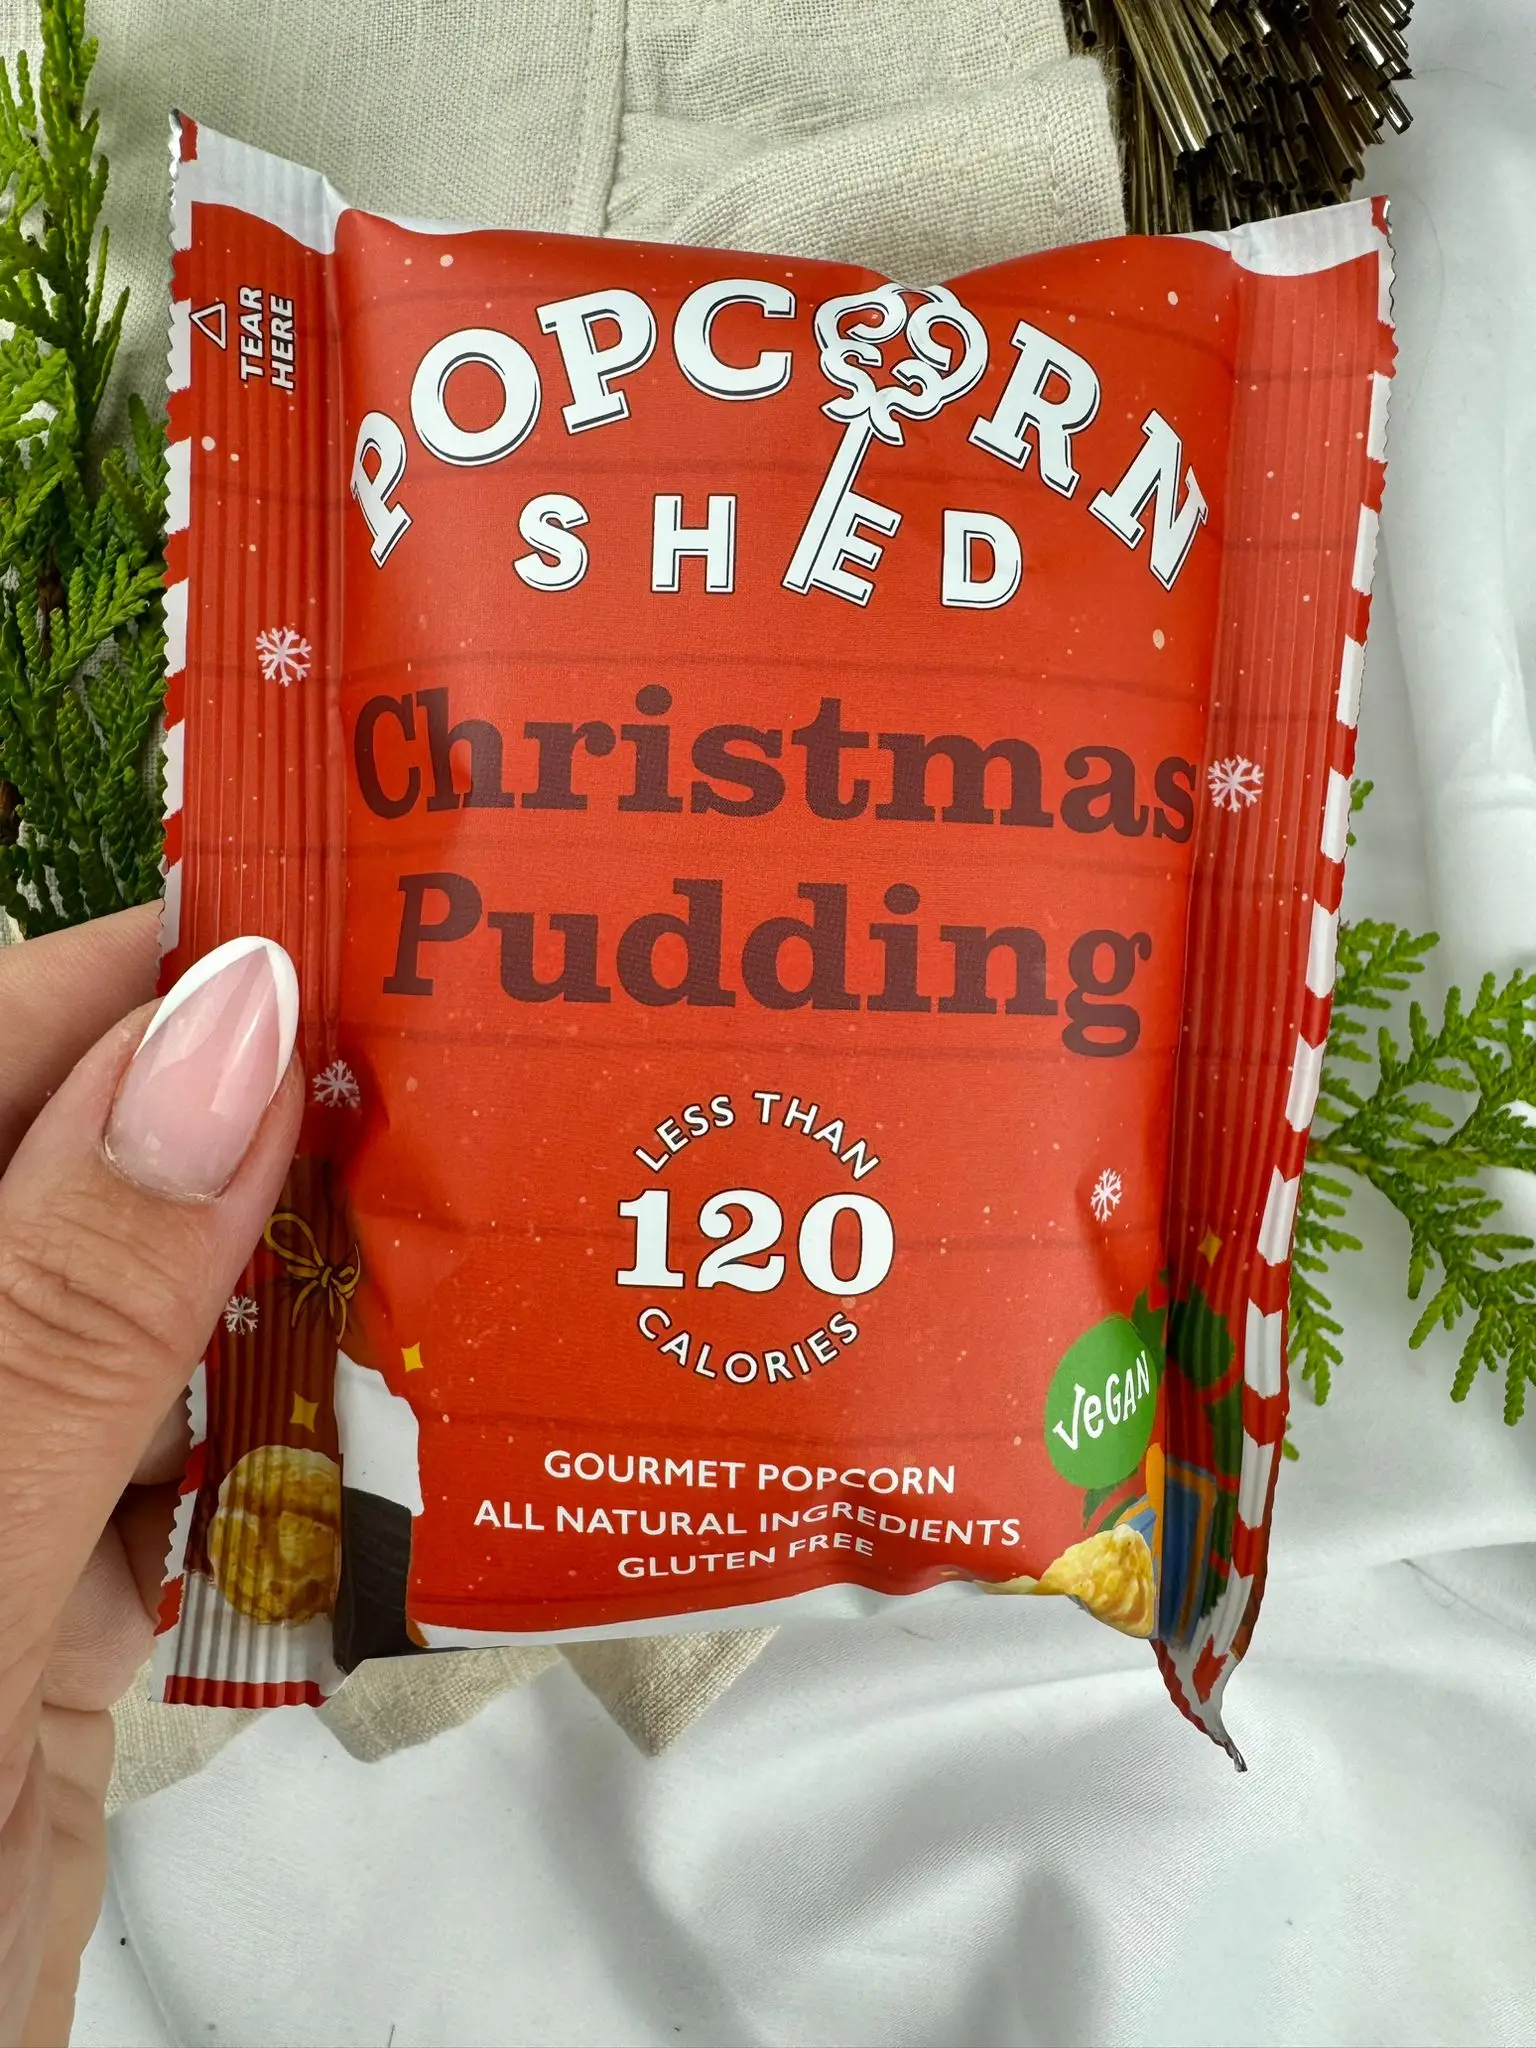 TEAR
HERE
POPCORN
SHED
Christmas
Pudding
LESS THAN
120
CALORIES
VeGAN
GOURMET POPCORN
ALL NATURAL INGREDIENTS
GLUTEN FREE